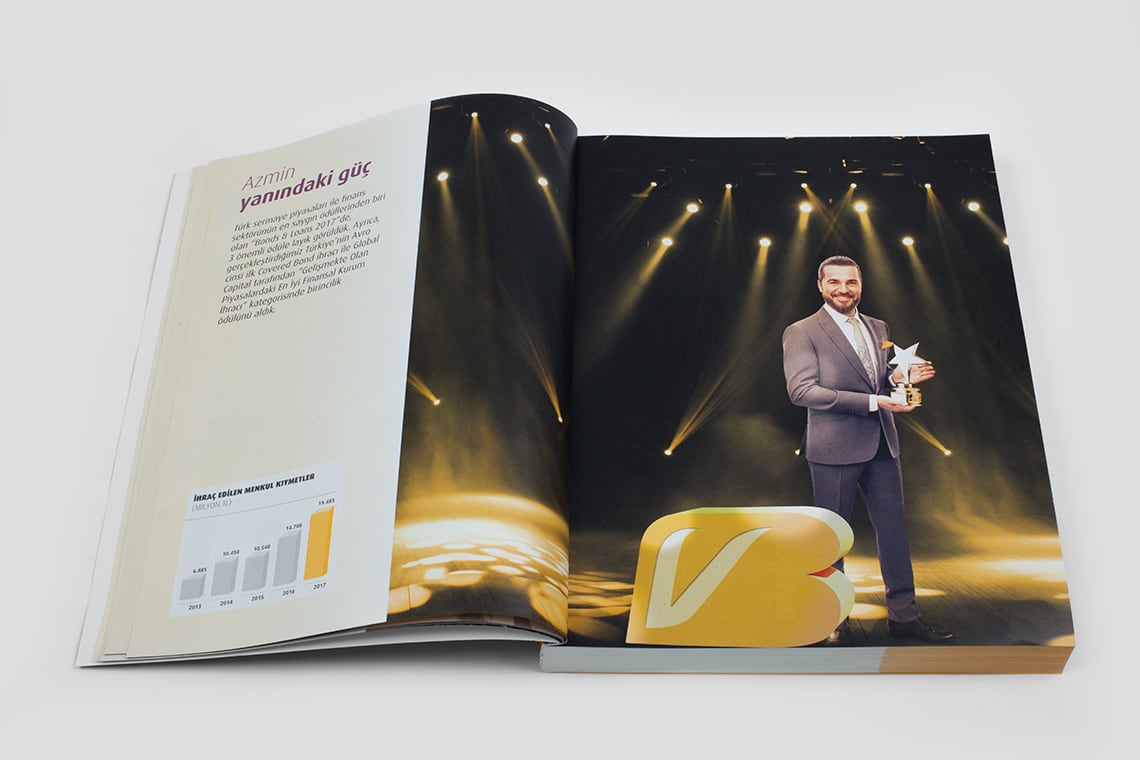 Azmin
yanındaki güç
Türk sermaye piyasaları ile finans
sektörünün en saygın ödüllerinden biri
olan "Bonds & Loans 2017"de,
3 önemli ödüle layık görüldük. Ayrıca,
gerçekleştirdiğimiz Türkiye'nin Avro
cinsi ilk Covered Bond ihracı ile Global
Capital tarafından "Gelişmekte Olan
Piyasalardaki En İyi Finansal Kurum
İhracı" kategorisinde birincilik
ödülünü aldık.
İHRAÇ EDİLEN MENKUL KIYMETLER
(MİLYON TL)
6.885
10.458
10.546
14.700
19.485
2013
2014
2015
2016
2017
VB